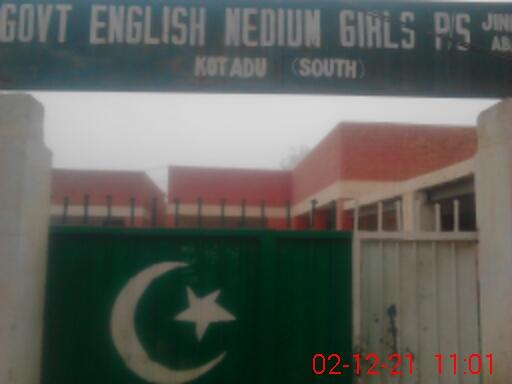 GOVT ENGLISH MEDIUM GIRLS P/S
KOT ADU (SOUTH)
02-12-21 11:01